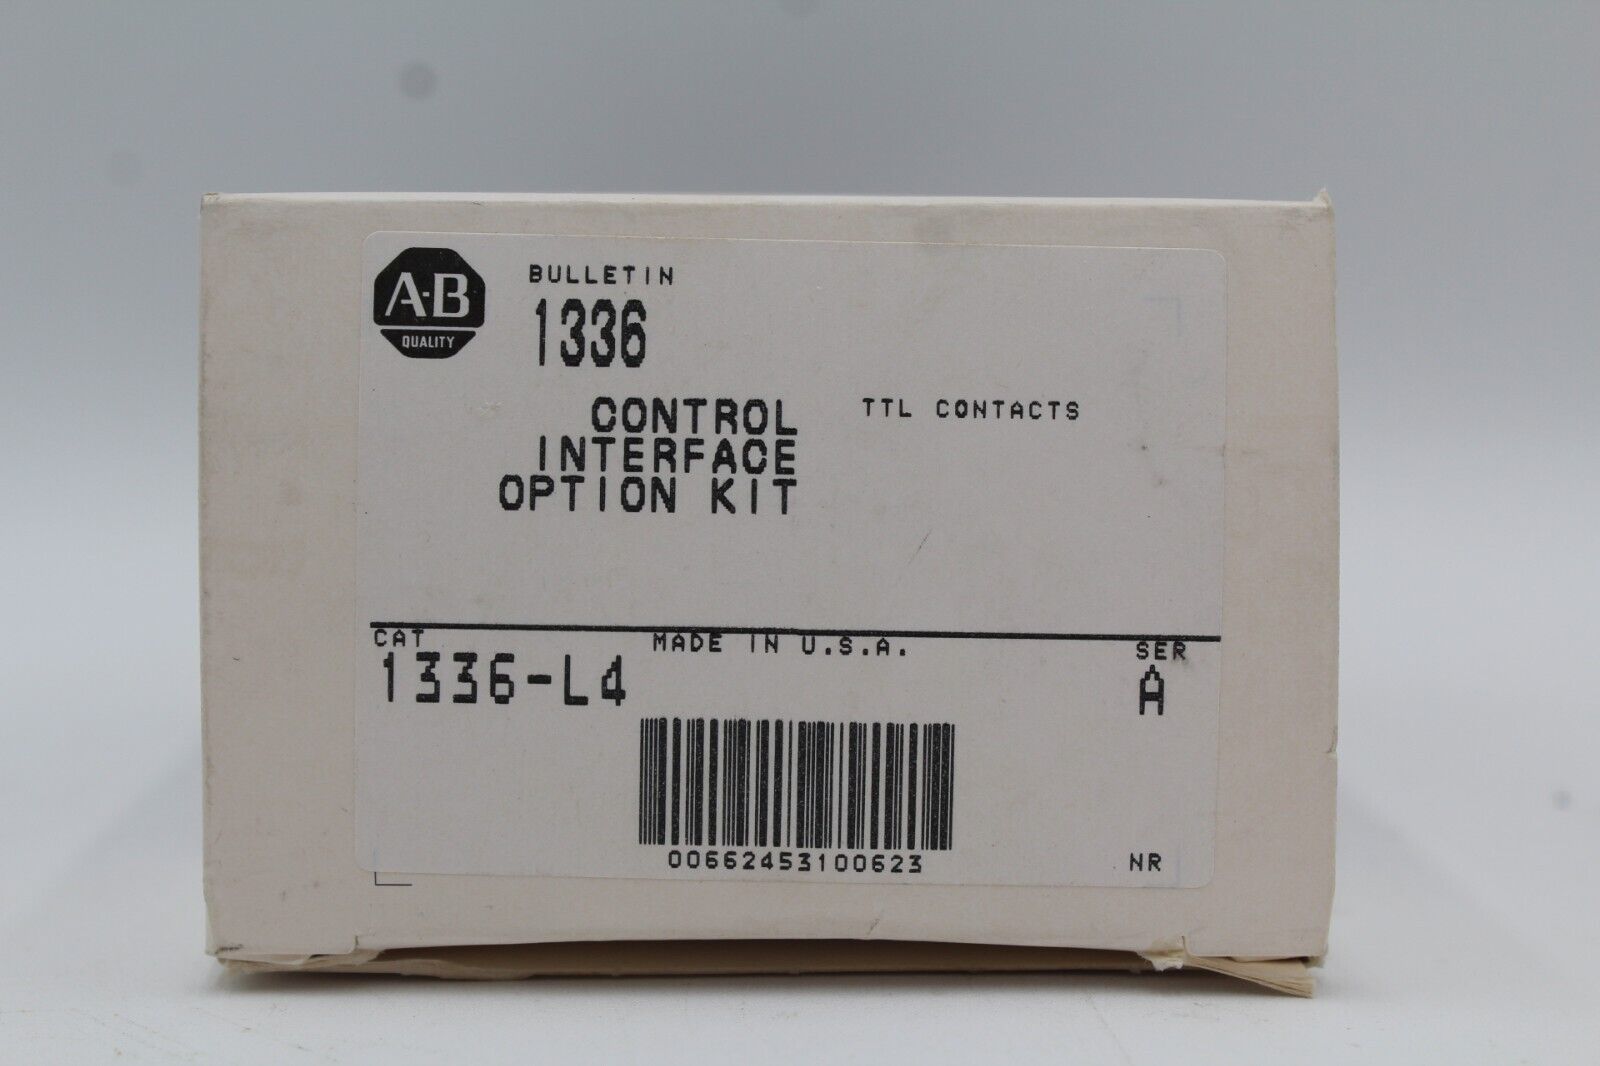 A-B
QUALITY
BULLETIN
1336
CONTROL
INTERFACE
OPTION KIT
TTL CONTACTS
CAT
MADE IN U.S.A.
SER
1336-L4
A
00662453100623
NR